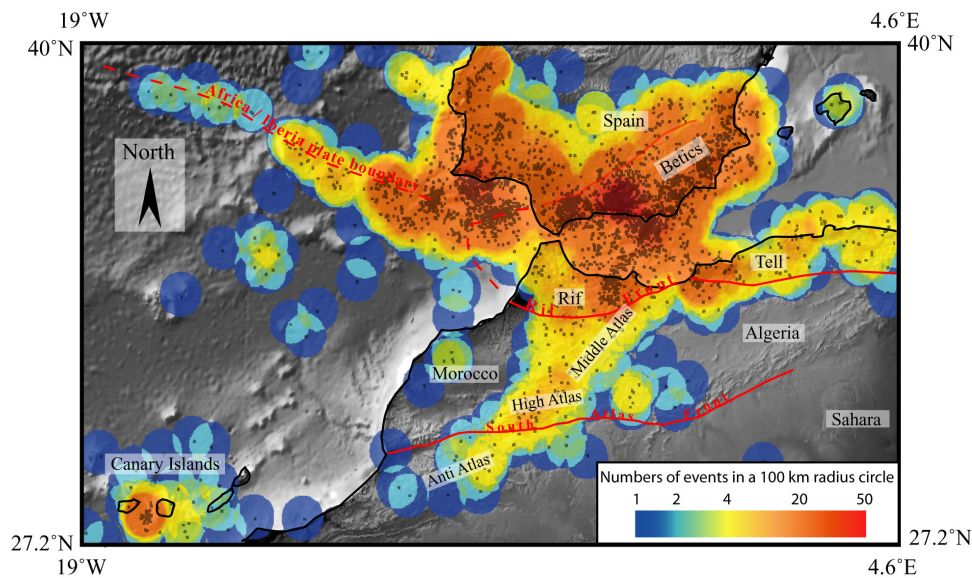 19˚W
4.6˚E
40˚N
40˚N
Africa / Iberia plate boundary
Spain
North
Betics
Tell
Rif
Rif Front
Algeria
Middle Atlas
Morocco
High Atlas
South Atlas Front
Sahara
Canary Islands
Anti Atlas
Numbers of events in a 100 km radius circle
1 2 4 20 50
27.2˚N
27.2˚N
19˚W
4.6˚E